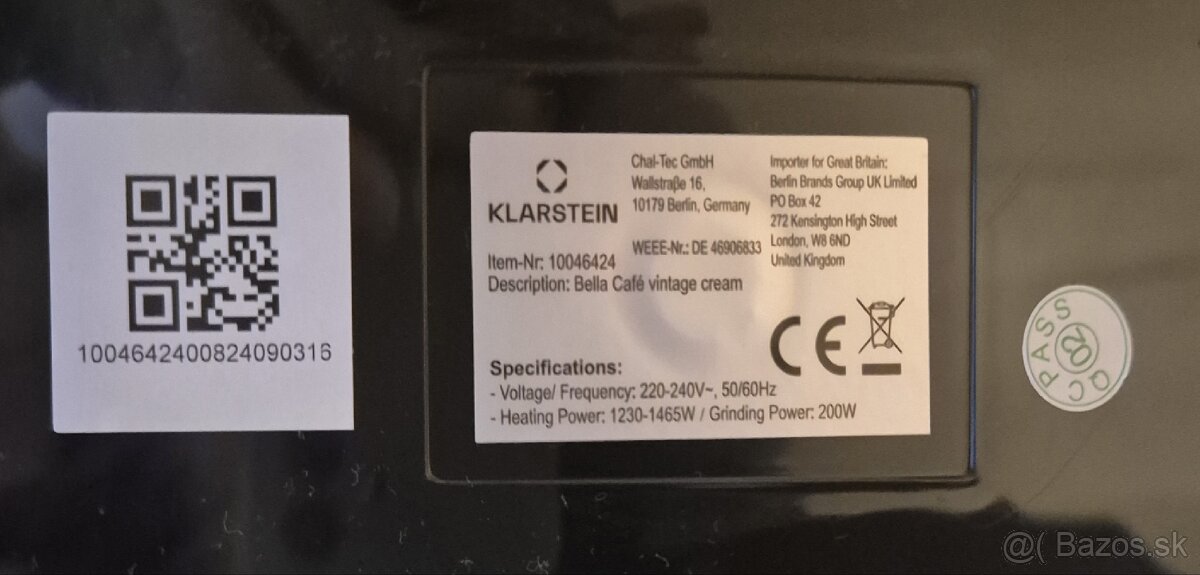 1004642400824090316
KLARSTEIN
Chal-Tec GmbH
Wallstraße 16,
10179 Berlin, Germany
WEEE-Nr.: DE 46906833
Importer for Great Britain:
Berlin Brands Group UK Limited
PO Box 42
272 Kensington High Street
London, W8 6ND
United Kingdom
Item-Nr: 10046424
Description: Bella Café vintage cream
CE
Specifications:
- Voltage/ Frequency: 220-240V~, 50/60Hz
- Heating Power: 1230-1465W / Grinding Power: 200W
QC PASS
02
@( Bazos.sk